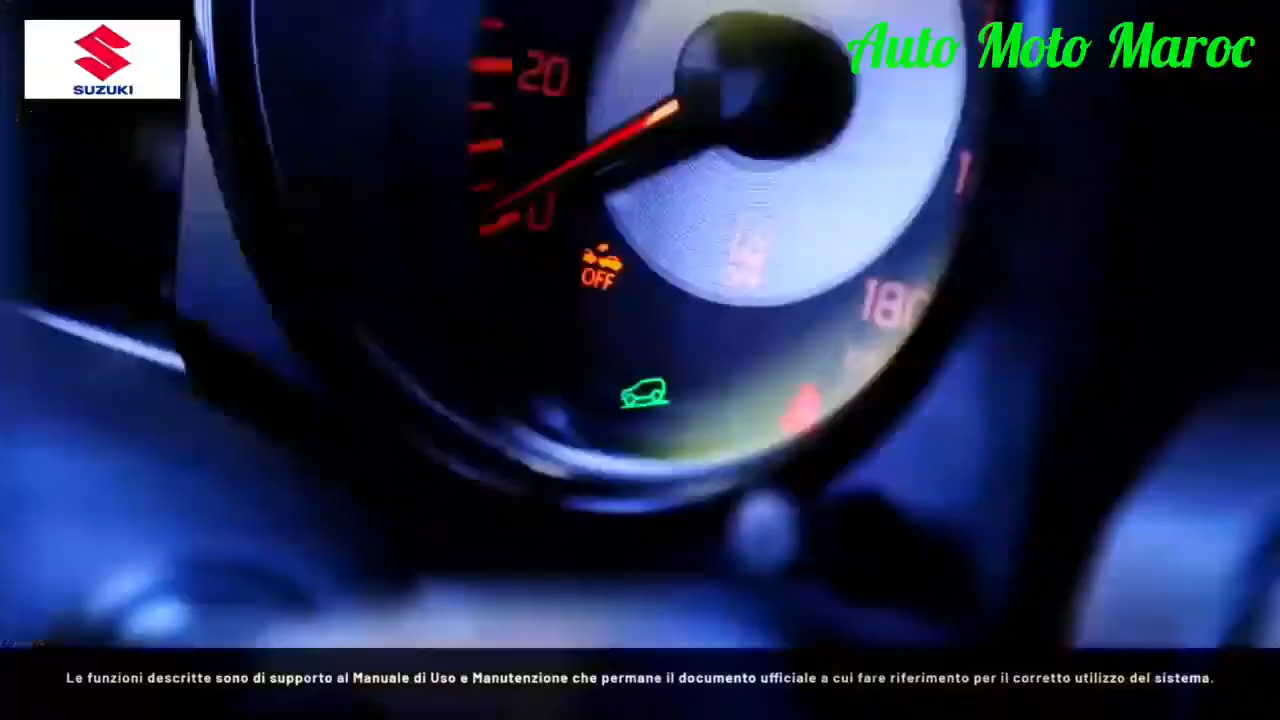 SUZUKI
Auto Moto Maroc
20
0
OFF
180
Le funzioni descritte sono di supporto al Manuale di Uso e Manutenzione che permane il documento ufficiale a cui fare riferimento per il corretto utilizzo del sistema.